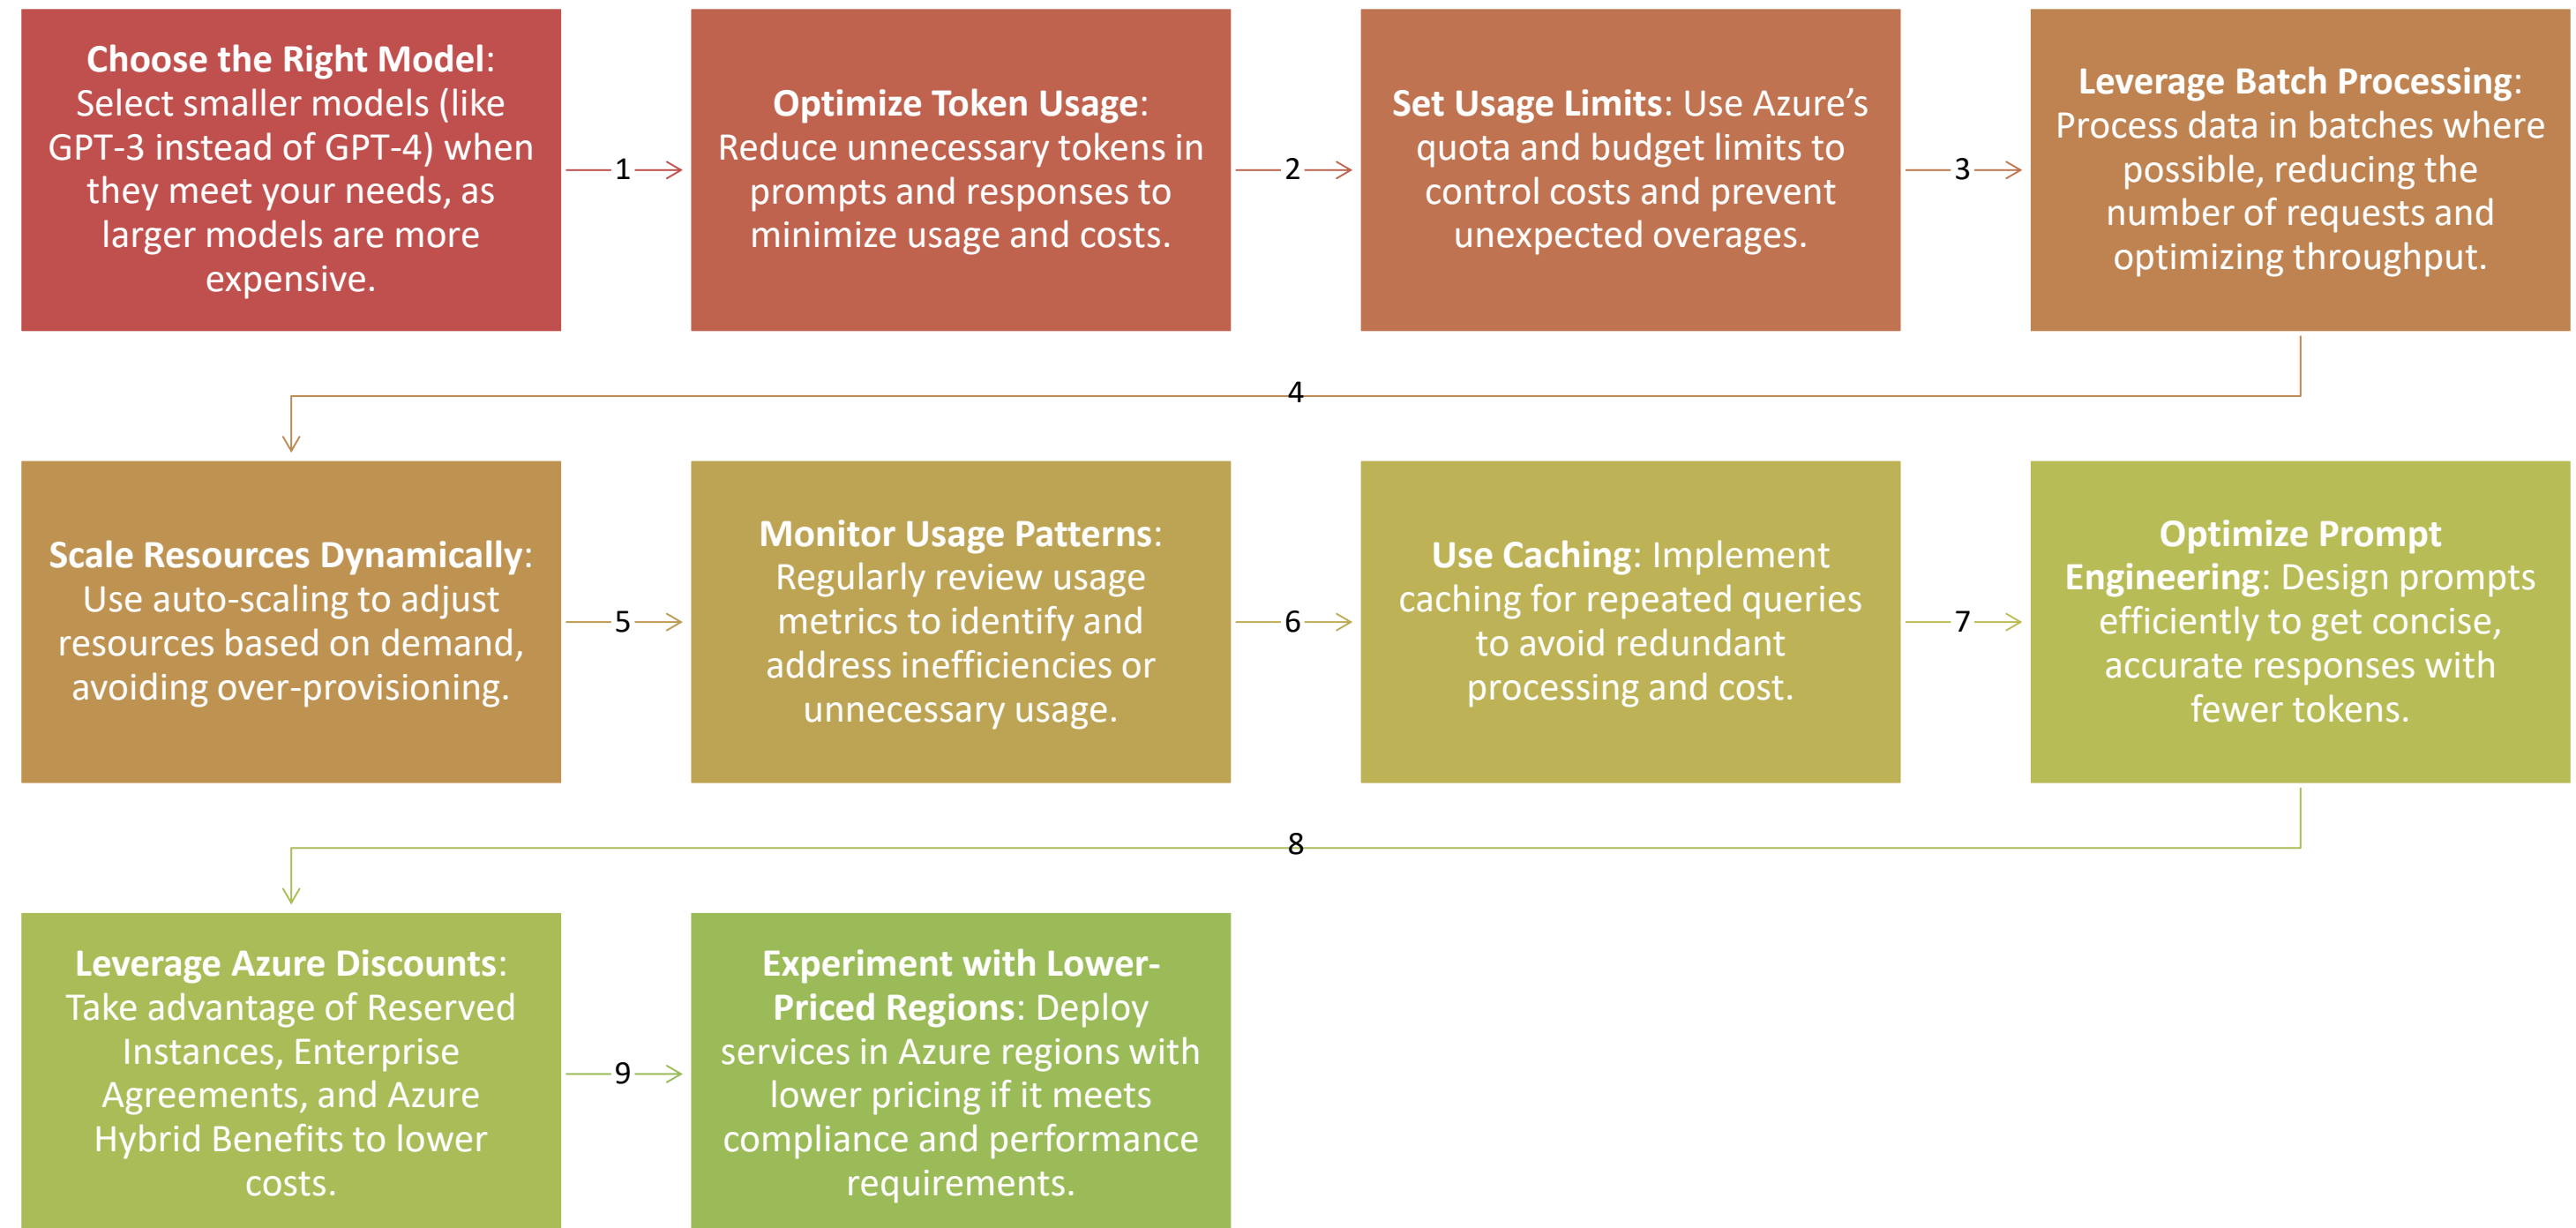 Choose the Right Model:
Select smaller models (like
GPT-3 instead of GPT-4) when
they meet your needs, as
larger models are more
expensive.
1
Optimize Token Usage:
Reduce unnecessary tokens in
prompts and responses to
minimize usage and costs.
2
Set Usage Limits: Use Azure’s
quota and budget limits to
control costs and prevent
unexpected overages.
3
Leverage Batch Processing:
Process data in batches where
possible, reducing the
number of requests and
optimizing throughput.
4
Scale Resources Dynamically:
Use auto-scaling to adjust
resources based on demand,
avoiding over-provisioning.
5
Monitor Usage Patterns:
Regularly review usage
metrics to identify and
address inefficiencies or
unnecessary usage.
6
Use Caching: Implement
caching for repeated queries
to avoid redundant
processing and cost.
7
Optimize Prompt
Engineering: Design prompts
efficiently to get concise,
accurate responses with
fewer tokens.
8
Leverage Azure Discounts:
Take advantage of Reserved
Instances, Enterprise
Agreements, and Azure
Hybrid Benefits to lower
costs.
9
Experiment with Lower-
Priced Regions: Deploy
services in Azure regions with
lower pricing if it meets
compliance and performance
requirements.